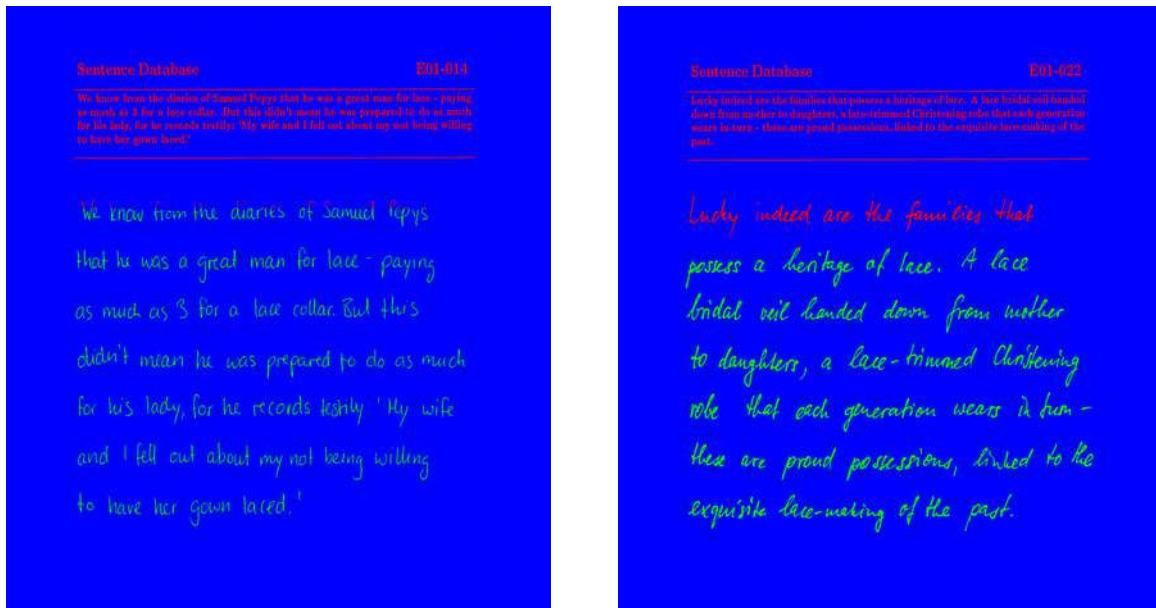 Sentence Database
E01-014
We know from the diaries of Samuel Pepys that he was a great man for lace - paying
as much as 3 for a lace collar. But this didn't mean he was prepared to do as much
for his lady, for he records testily: 'My wife and I fell out about my not being willing
to have her gown laced.'
We know from the diaries of Samuel Pepys
that he was a great man for lace - paying
as much as 3 for a lace collar. But this
didn't mean he was prepared to do as much
for his lady, for he records testily 'My wife
and I fell out about my not being willing
to have her gown laced.'
Sentence Database
E01-022
Lucky indeed are the families that possess a heritage of lace. A lace bridal veil handed
down from mother to daughters, a lace-trimmed Christening robe that each generation
wears in turn - these are proud possessions, linked to the exquisite lace-making of the
past.
Lucky indeed are the families that
possess a heritage of lace. A lace
bridal veil handed down from mother
to daughters, a lace-trimmed Christening
robe that each generation wears in turn -
these are proud possessions, linked to the
exquisite lace-making of the past.